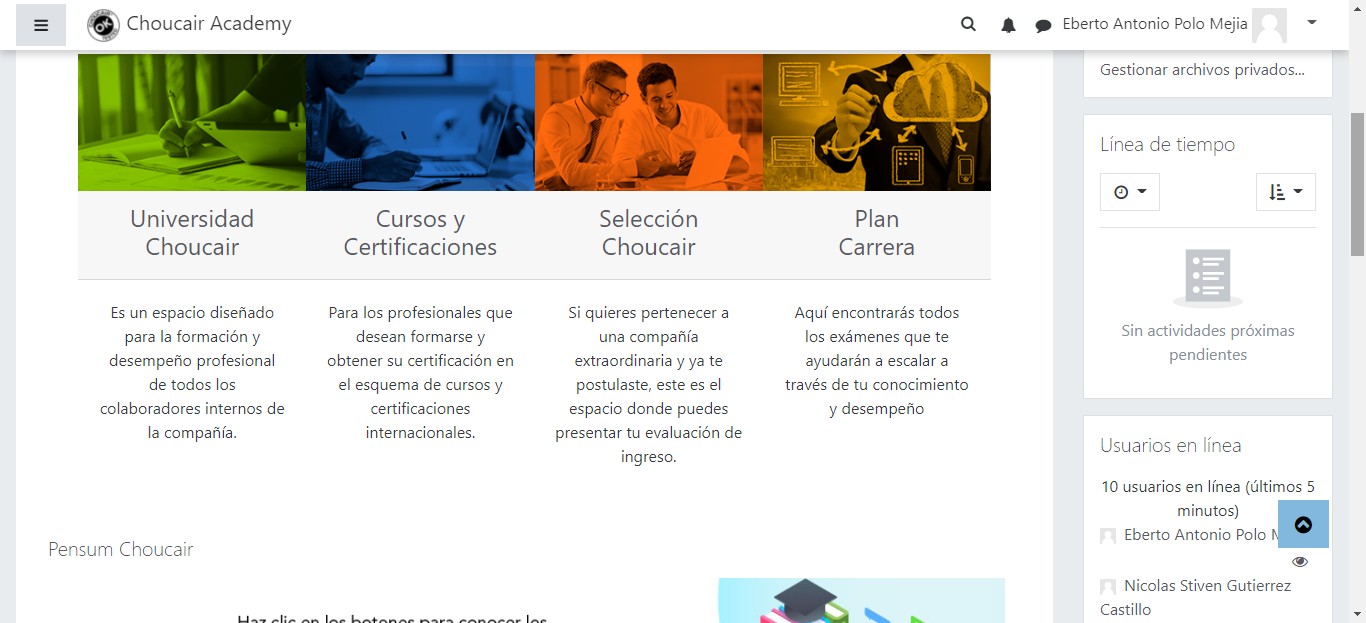 Choucair Academy
Eberto Antonio Polo Mejia
Universidad
Choucair
Cursos y
Certificaciones
Selección
Choucair
Plan
Carrera
Es un espacio diseñado
para la formación y
desempeño profesional
de todos los
colaboradores internos de
la compañía.
Para los profesionales que
desean formarse y
obtener su certificación en
el esquema de cursos y
certificaciones
internacionales.
Si quieres pertenecer a
una compañía
extraordinaria y ya te
postulaste, este es el
espacio donde puedes
presentar tu evaluación de
ingreso.
Aquí encontrarás todos
los exámenes que te
ayudarán a escalar a
través de tu conocimiento
y desempeño
Pensum Choucair
Haz clic en los botones para conocer los
Gestionar archivos privados...
Línea de tiempo
Sin actividades próximas
pendientes
Usuarios en línea
10 usuarios en línea (últimos 5
minutos)
Eberto Antonio Polo
Nicolas Stiven Gutierrez
Castillo